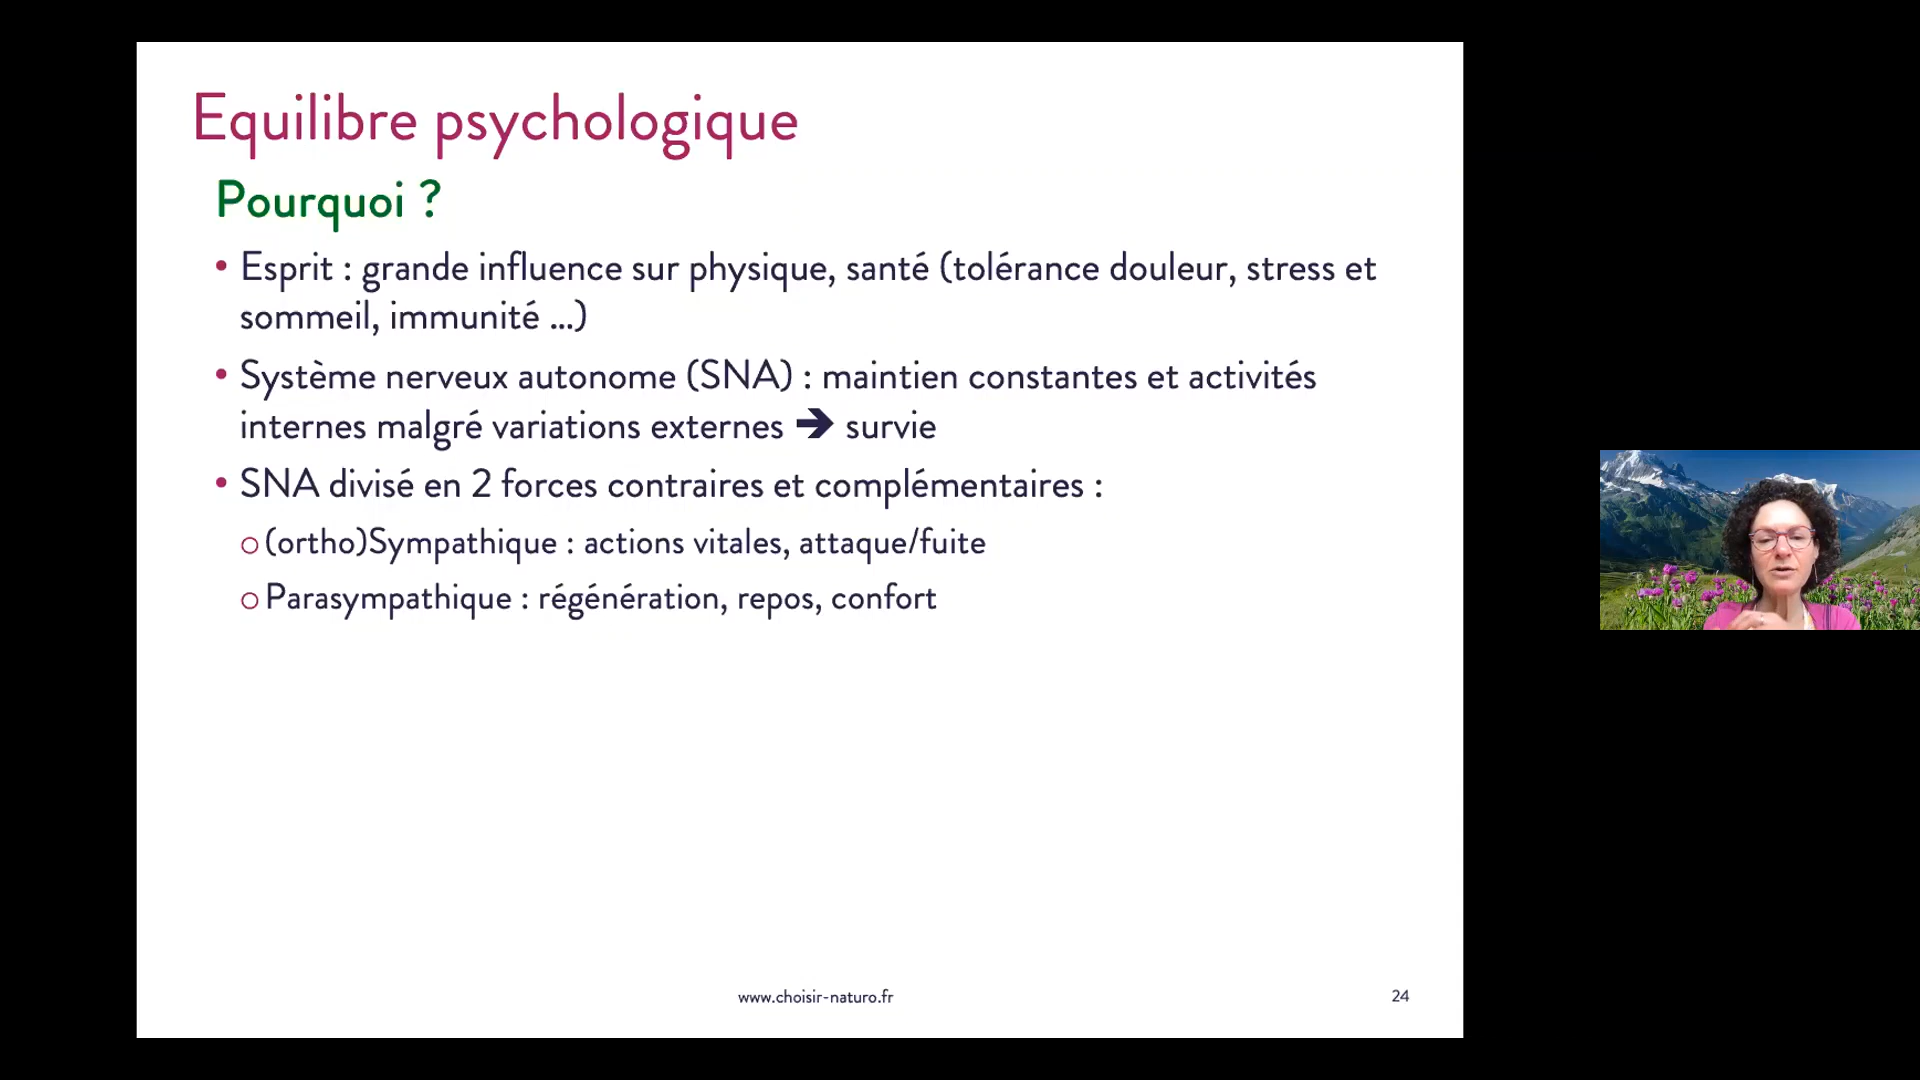 Equilibre psychologique
Pourquoi ?
• Esprit : grande influence sur physique, santé (tolérance douleur, stress et
sommeil, immunité ...)
• Système nerveux autonome (SNA) : maintien constantes et activités
internes malgré variations externes ➔ survie
• SNA divisé en 2 forces contraires et complémentaires :
o (ortho)Sympathique : actions vitales, attaque/fuite
o Parasympathique : régénération, repos, confort
www.choisir-naturo.fr
24